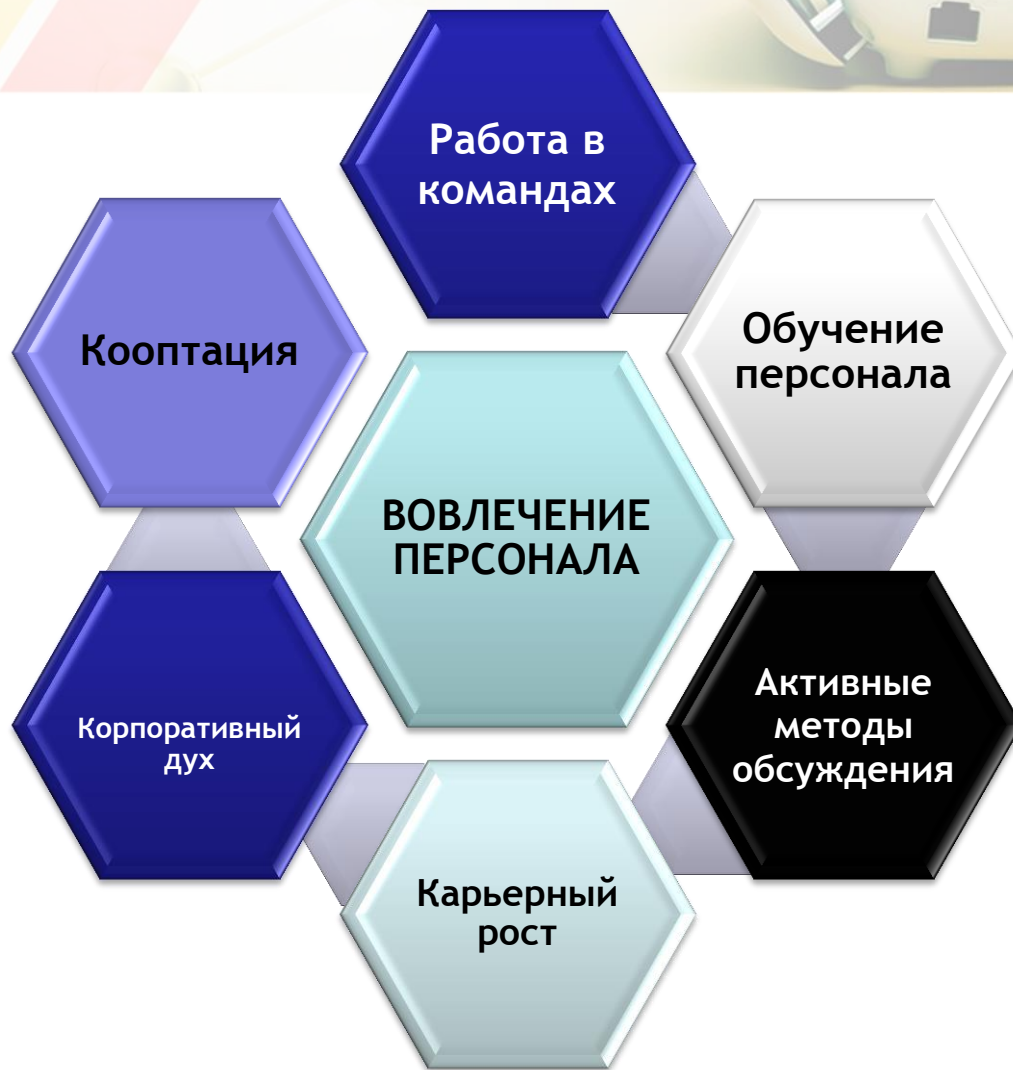 Работа в
командах
Обучение
персонала
Активные
методы
обсуждения
Карьерный
рост
Корпоративный
дух
Кооптация
ВОВЛЕЧЕНИЕ
ПЕРСОНАЛА